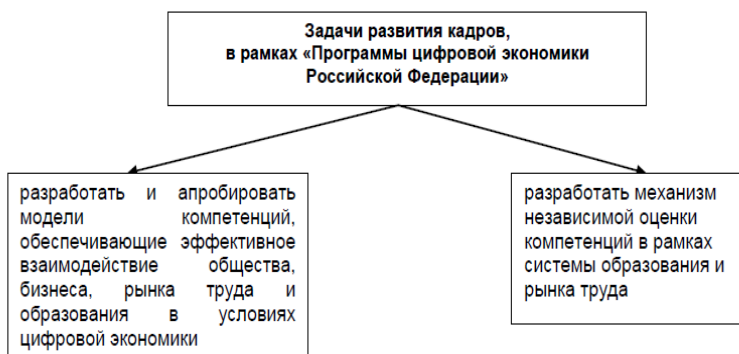 Задачи развития кадров,
в рамках «Программы цифровой экономики
Российской Федерации»
разработать и апробировать
модели компетенций,
обеспечивающие эффективное
взаимодействие общества,
бизнеса, рынка труда и
образования в условиях
цифровой экономики
разработать механизм
независимой оценки
компетенций в рамках
системы образования и
рынка труда